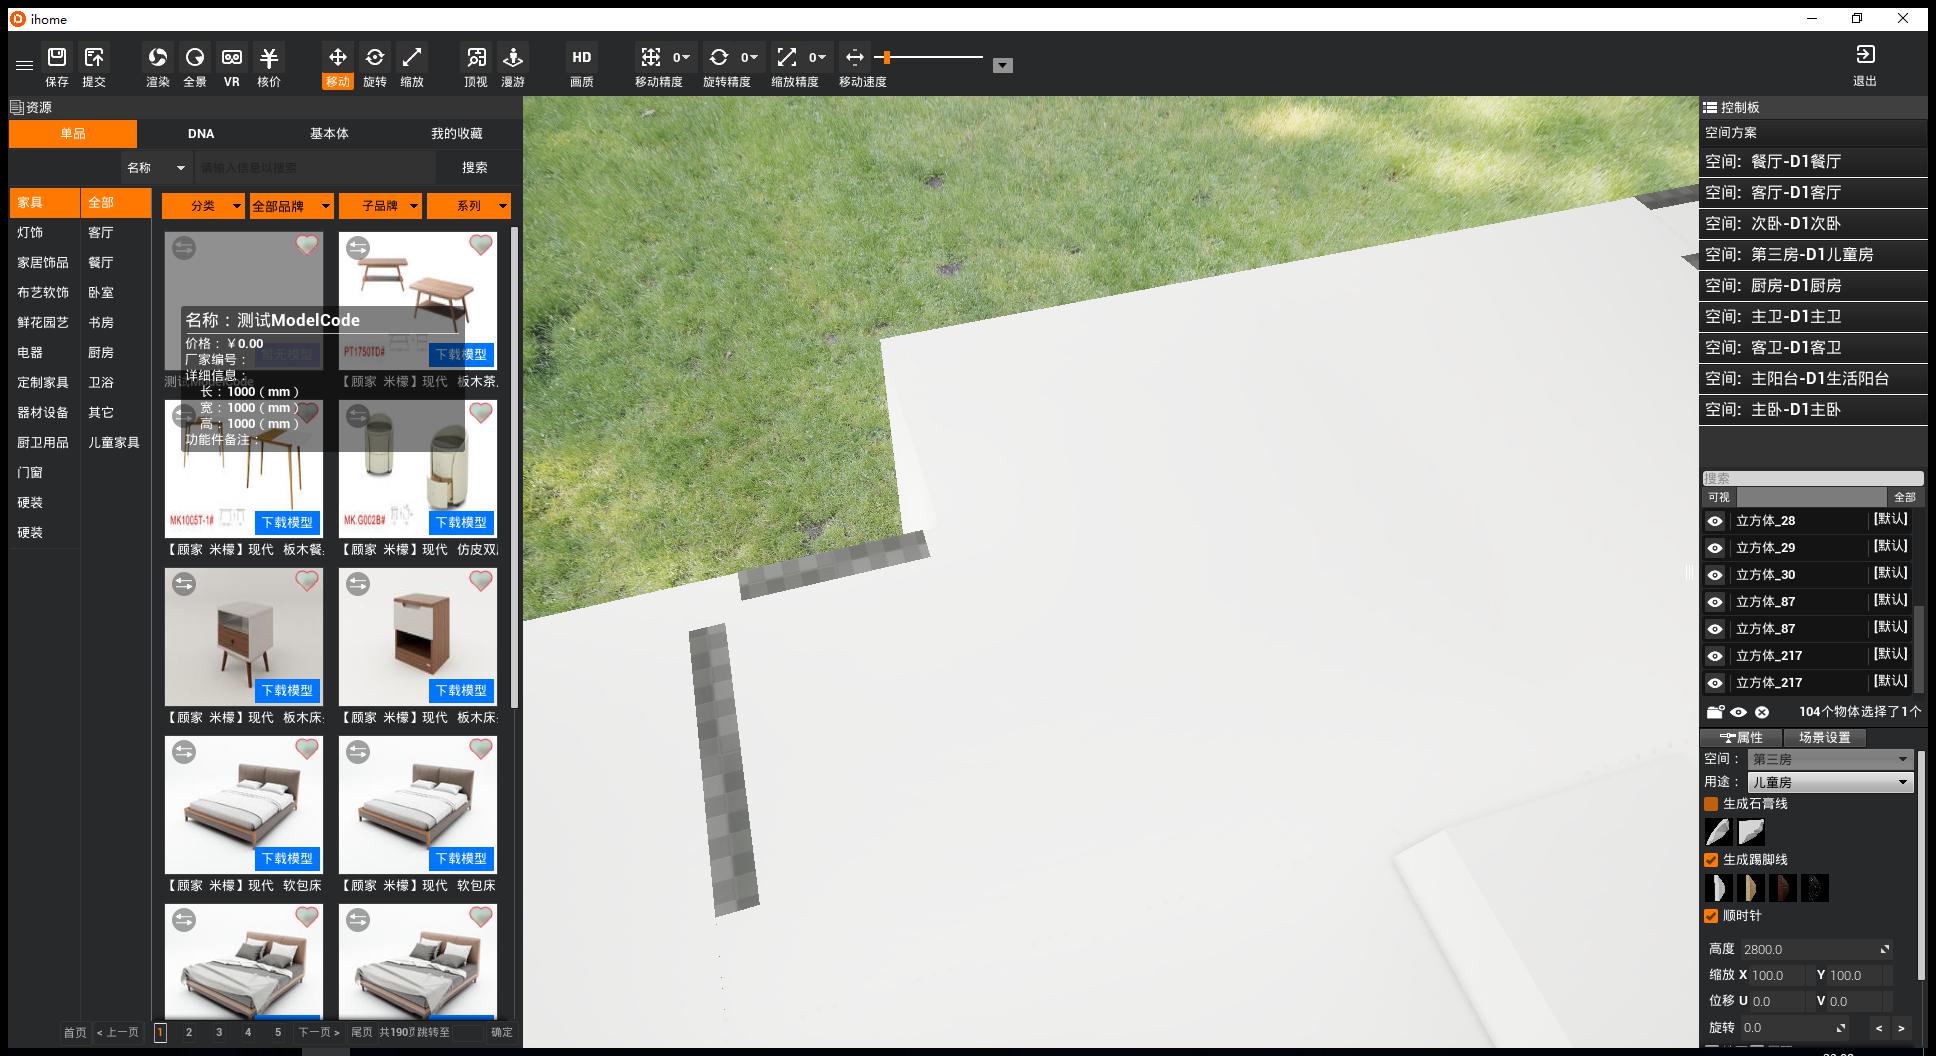 ihome
保存
提交
渲染
全景
VR
核价
移动
旋转
缩放
顶视
漫游
HD
画质
0
移动精度
0
旋转精度
0
缩放精度
移动速度
退出
资源
单品
DNA
基本体
我的收藏
名称
请输入信息以搜索
搜索
家具
灯饰
家居饰品
布艺软饰
鲜花园艺
电器
定制家具
器材设备
厨卫用品
门窗
硬装
硬装
全部
客厅
餐厅
卧室
书房
厨房
卫浴
其它
儿童家具
分类
全部品牌
子品牌
系列
名称：测试ModelCode
价格：￥0.00
厂家编号：
详细信息：
长：1000（mm）
宽：1000（mm）
高：1000（mm）
功能件备注：
暂无模型
PT1750TD#
下载模型
【顾家 米檬】现代 板木茶
MK1005T-1#
下载模型
【顾家 米檬】现代 板木餐
MK.G002B#
下载模型
【顾家 米檬】现代 仿皮双
下载模型
【顾家 米檬】现代 板木床
下载模型
【顾家 米檬】现代 板木床
下载模型
【顾家 米檬】现代 软包床
下载模型
【顾家 米檬】现代 软包床
首页
< 上一页
1
2
3
4
5
下一页 >
尾页
共190页
跳转至
确定
控制板
空间方案
空间：餐厅-D1餐厅
空间：客厅-D1客厅
空间：次卧-D1次卧
空间：第三房-D1儿童房
空间：厨房-D1厨房
空间：主卫-D1主卫
空间：客卫-D1客卫
空间：主阳台-D1生活阳台
空间：主卧-D1主卧
搜索
可视
全部
立方体_28 [默认]
立方体_29 [默认]
立方体_30 [默认]
立方体_87 [默认]
立方体_87 [默认]
立方体_217 [默认]
立方体_217 [默认]
104个物体选择了1个
属性
场景设置
空间： 第三房
用途： 儿童房
生成石膏线
生成踢脚线
顺时针
高度 2800.0
缩放 X 100.0 Y 100.0
位移 U 0.0 V 0.0
旋转 0.0 < >